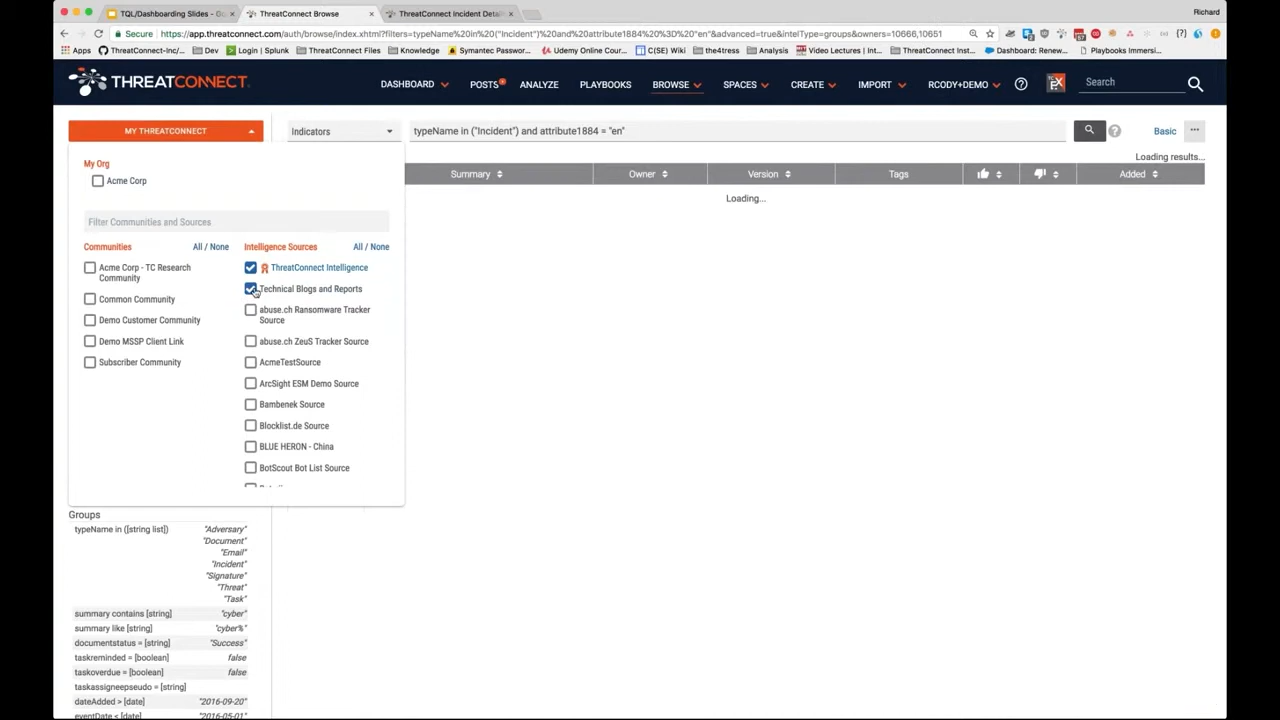 TQL/Dashboarding Slides - G
ThreatConnect Browse
ThreatConnect Incident Detail
Richard
Secure
https://app.threatconnect.com/auth/browse/index.xhtml?filters=typeName%20in%20("Incident")%20and%20attribute1884%20%3D%20"en"&advanced=true&intelType=groups&owners=10666,10651
Apps
ThreatConnect-Inc/
Dev
Login | Splunk
ThreatConnect Files
Knowledge
Symantec Passwor...
Udemy Online Cour...
C(SE) Wiki
the4tress
Analysis
Video Lectures | Int...
ThreatConnect Inst...
Dashboard: Renew...
Playbooks Immersi...
THREATCONNECT
DASHBOARD
POSTS
ANALYZE
PLAYBOOKS
BROWSE
SPACES
CREATE
IMPORT
RCODY+DEMO
Search
MY THREATCONNECT
Indicators
typeName in ("Incident") and attribute1884 = "en"
Basic
Loading results...
My Org
Acme Corp
Summary
Owner
Version
Tags
Added
Loading...
Filter Communities and Sources
Communities
All / None
Intelligence Sources
All / None
Acme Corp - TC Research
Community
Common Community
Demo Customer Community
Demo MSSP Client Link
Subscriber Community
ThreatConnect Intelligence
Technical Blogs and Reports
abuse.ch Ransomware Tracker
Source
abuse.ch ZeuS Tracker Source
AcmeTestSource
ArcSight ESM Demo Source
Bambenek Source
Blocklist.de Source
BLUE HERON - China
BotScout Bot List Source
Groups
typeName in ([string list])
"Adversary"
"Document"
"Email"
"Incident"
"Signature"
"Threat"
"Task"
summary contains [string]
"cyber"
summary like [string]
"cyber%"
documentstatus = [string]
"Success"
taskreminded = [boolean]
false
taskoverdue = [boolean]
false
taskassigneepseudo = [string]
dateAdded > [date]
"2016-09-20"
eventDate < [date]
"2016-05-01"